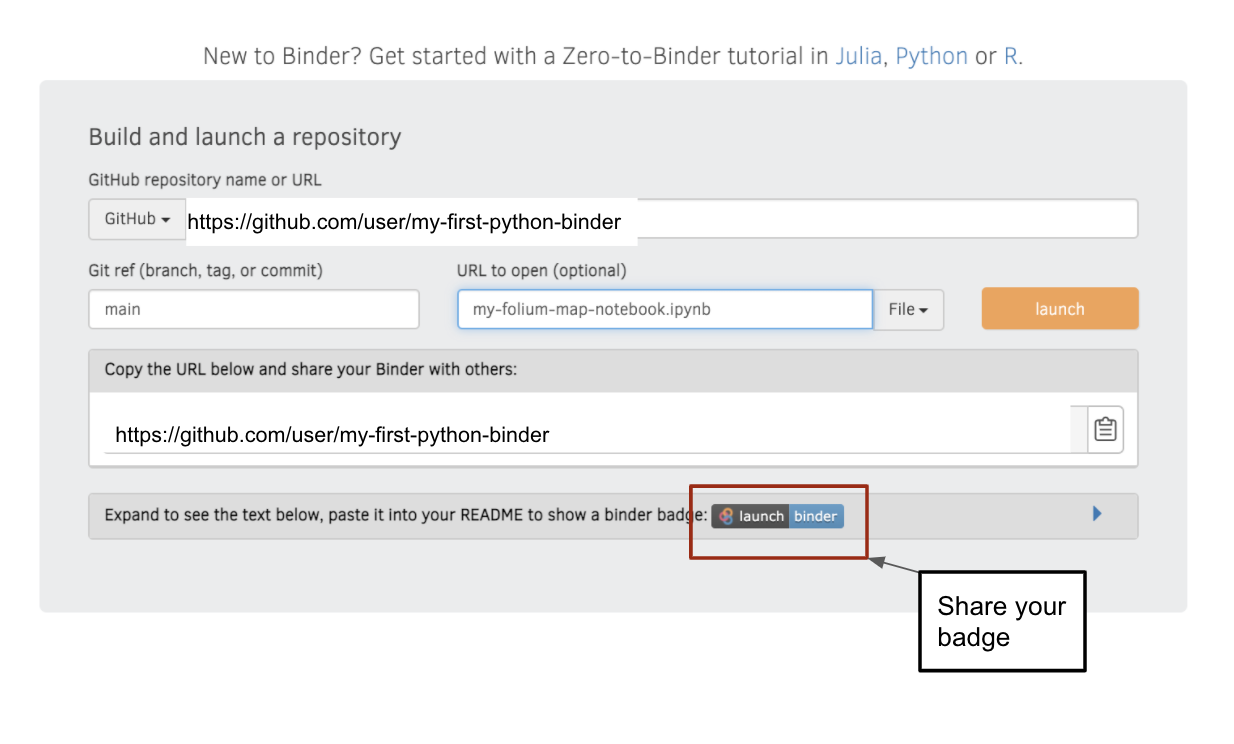 New to Binder? Get started with a Zero-to-Binder tutorial in Julia, Python or R.
Build and launch a repository
GitHub repository name or URL
GitHub https://github.com/user/my-first-python-binder
Git ref (branch, tag, or commit) URL to open (optional)
main my-folium-map-notebook.ipynb File launch
Copy the URL below and share your Binder with others:
https://github.com/user/my-first-python-binder
Expand to see the text below, paste it into your README to show a binder badge: launch binder
Share your
badge